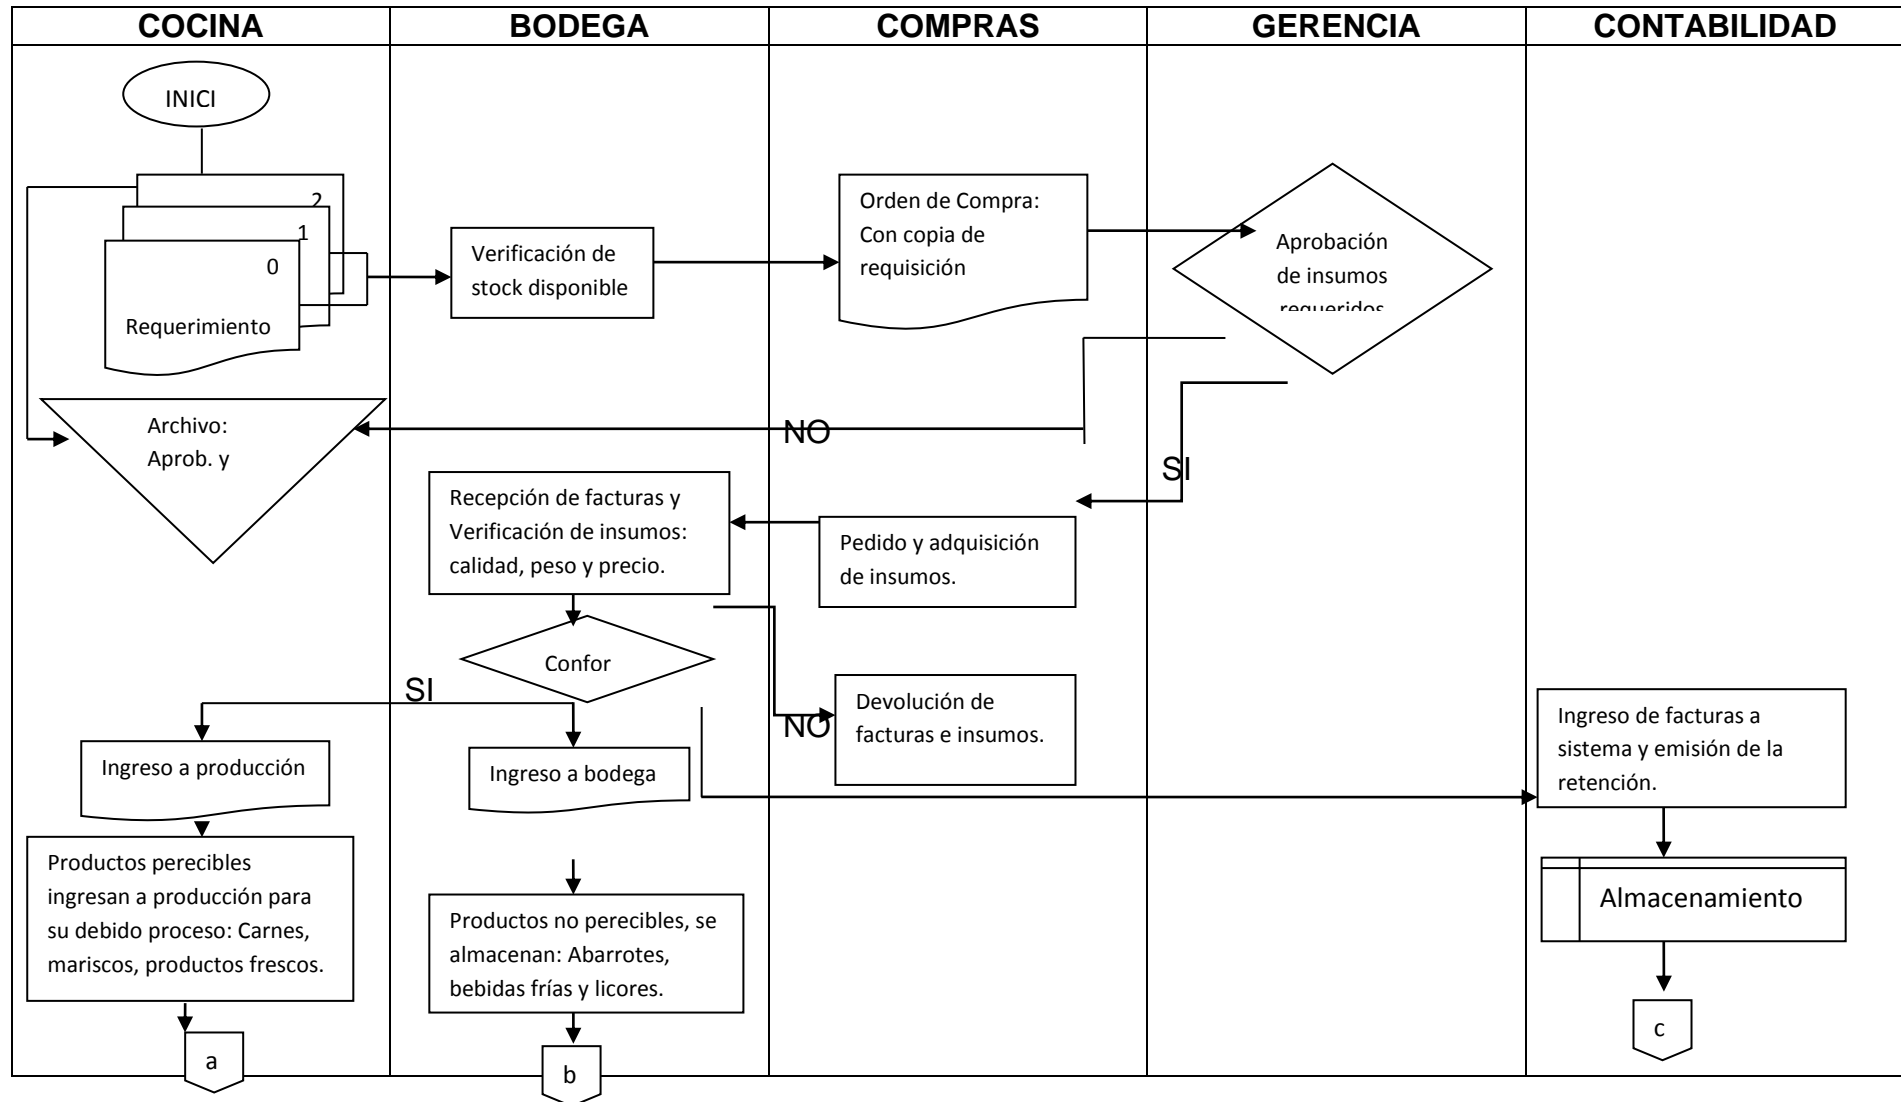 COCINA
BODEGA
COMPRAS
GERENCIA
CONTABILIDAD
INICI
2
1
0
Requerimiento
Verificación de
stock disponible
Orden de Compra:
Con copia de
requisición
Aprobación
de insumos
requeridos
Archivo:
Aprob. y
NO
SI
Recepción de facturas y
Verificación de insumos:
calidad, peso y precio.
Pedido y adquisición
de insumos.
Confor
SI
NO
Devolución de
facturas e insumos.
Ingreso de facturas a
sistema y emisión de la
retención.
Ingreso a producción
Ingreso a bodega
Productos perecibles
ingresan a producción para
su debido proceso: Carnes,
mariscos, productos frescos.
Productos no perecibles, se
almacenan: Abarrotes,
bebidas frías y licores.
Almacenamiento
a
b
c